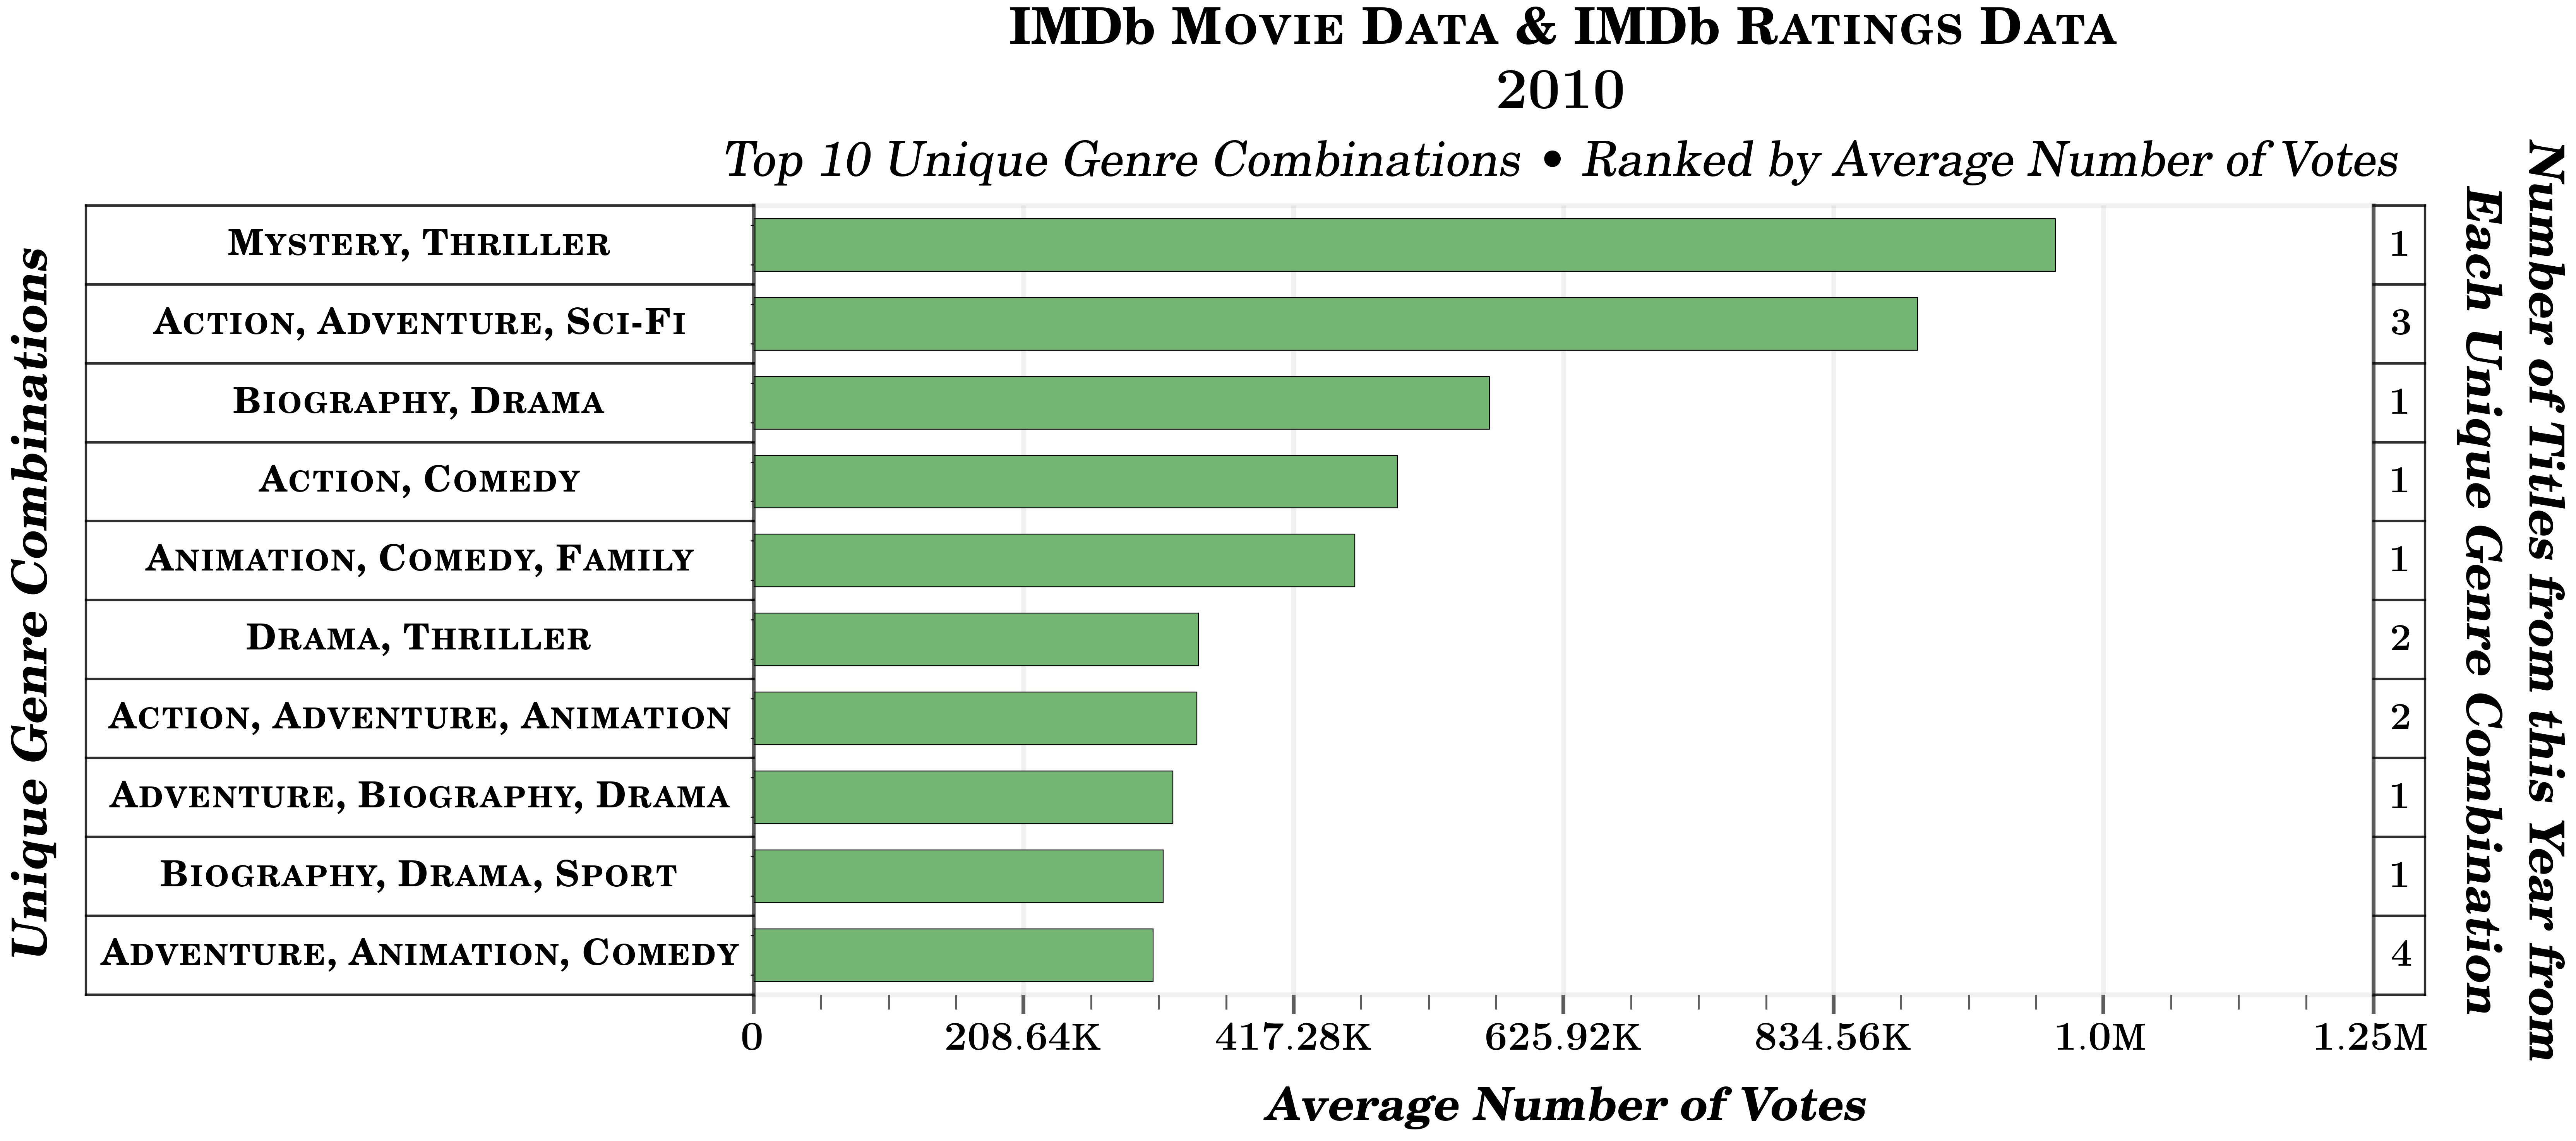 IMDb Movie Data & IMDb Ratings Data
2010
Top 10 Unique Genre Combinations • Ranked by Average Number of Votes
Unique Genre Combinations
Mystery, Thriller
1
Action, Adventure, Sci-Fi
3
Biography, Drama
1
Action, Comedy
1
Animation, Comedy, Family
1
Drama, Thriller
2
Action, Adventure, Animation
2
Adventure, Biography, Drama
1
Biography, Drama, Sport
1
Adventure, Animation, Comedy
4
Number of Titles from this Year from
Each Unique Genre Combination
0 208.64K 417.28K 625.92K 834.56K 1.0M 1.25M
Average Number of Votes